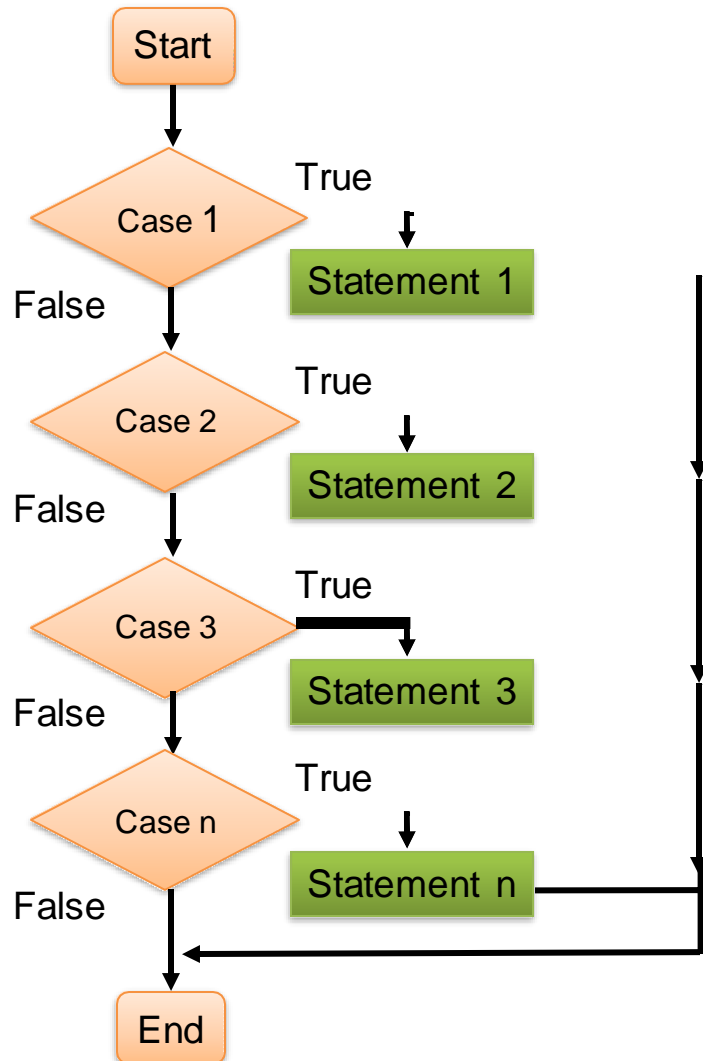 Start
True
Case 1
Statement 1
False
True
Case 2
Statement 2
False
True
Case 3
Statement 3
False
True
Case n
Statement n
False
End